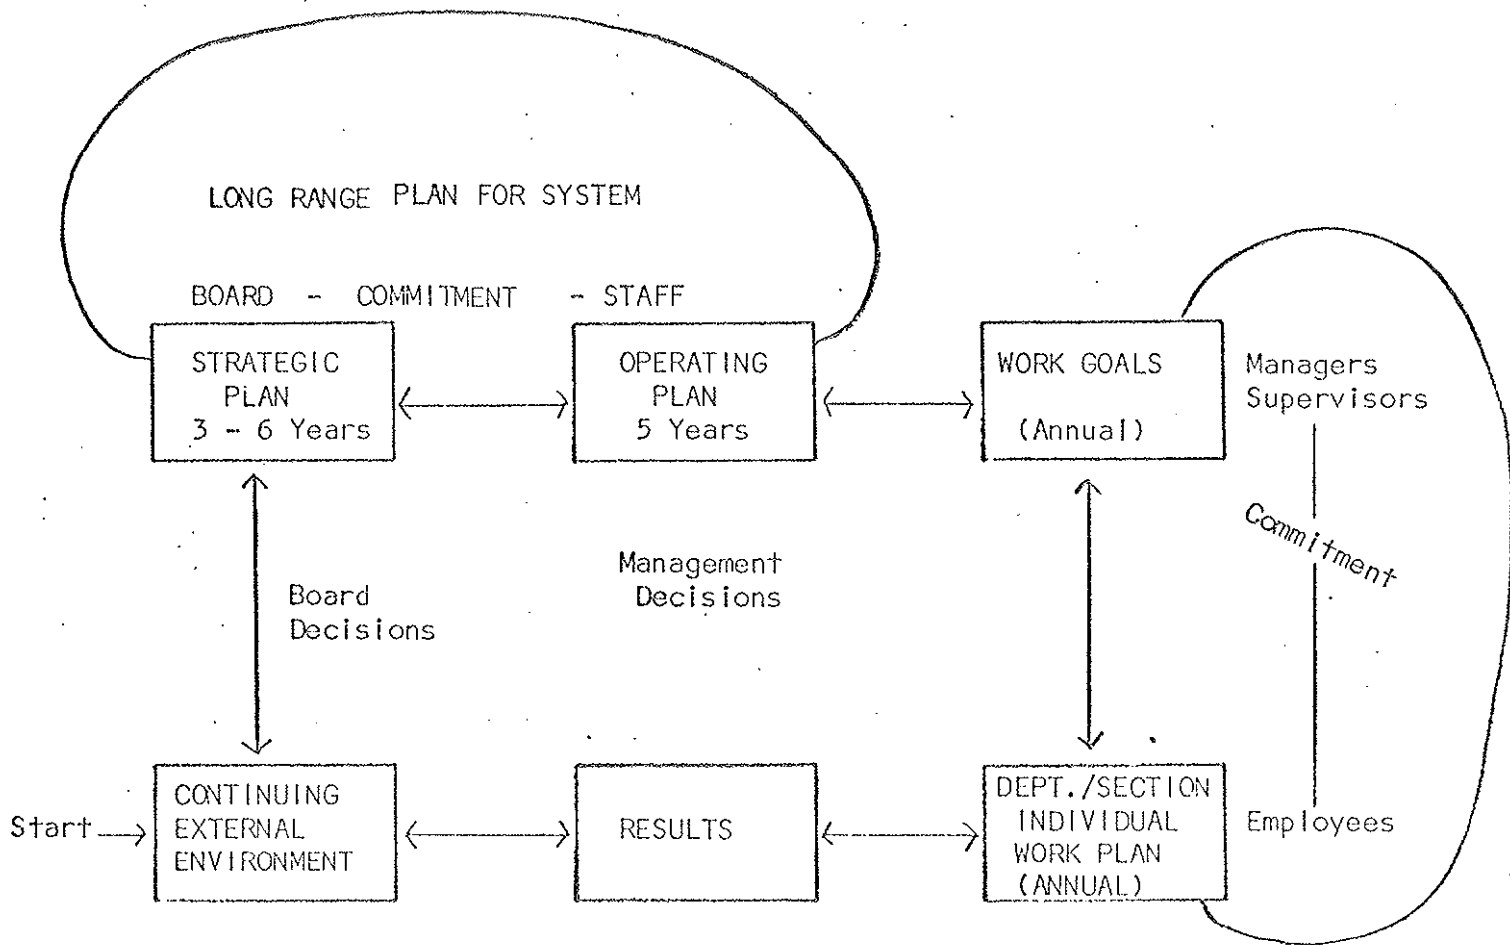 LONG RANGE PLAN FOR SYSTEM
BOARD - COMMITMENT - STAFF
STRATEGIC
PLAN
3 - 6 Years
OPERATING
PLAN
5 Years
WORK GOALS
(Annual)
Managers
Supervisors
Commitment
Board
Decisions
Management
Decisions
Start
CONTINUING
EXTERNAL
ENVIRONMENT
RESULTS
DEPT./SECTION
INDIVIDUAL
WORK PLAN
(ANNUAL)
Employees